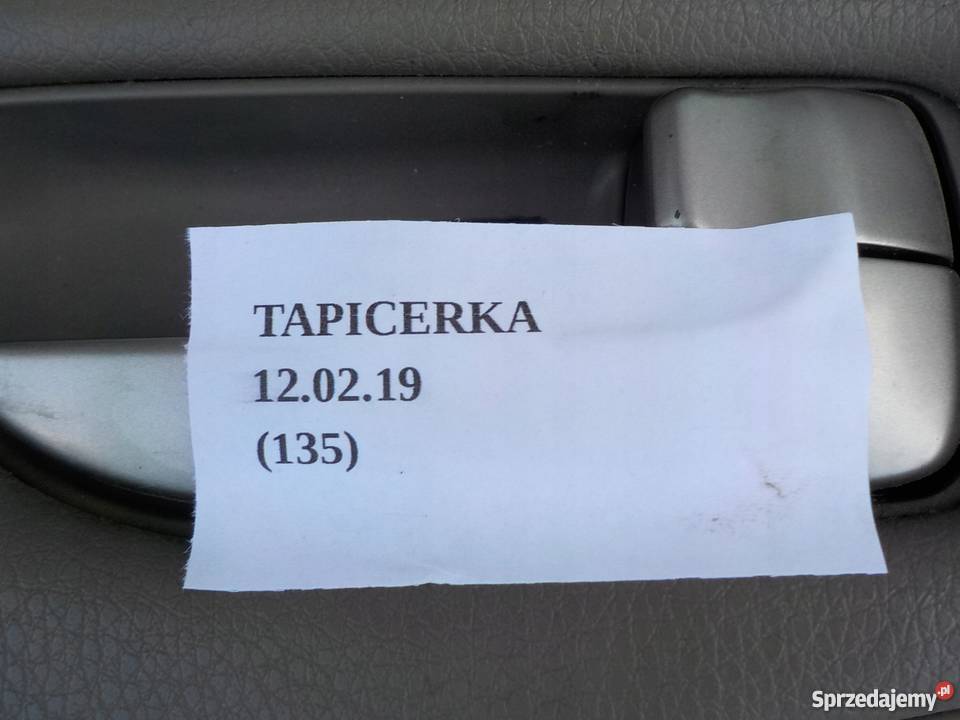 TAPICERKA
12.02.19
(135)
Sprzedajemy.pl